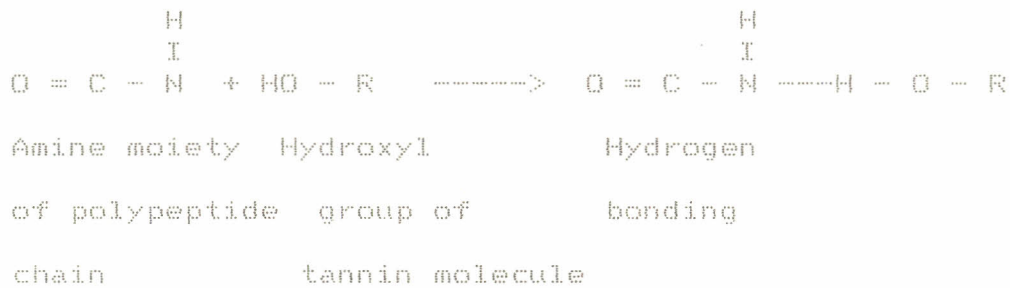 H H
I I
O = C - N + HO - R ------> O = C - N ---H - O - R
Amine moiety Hydroxyl Hydrogen
of polypeptide group of bonding
chain tannin molecule